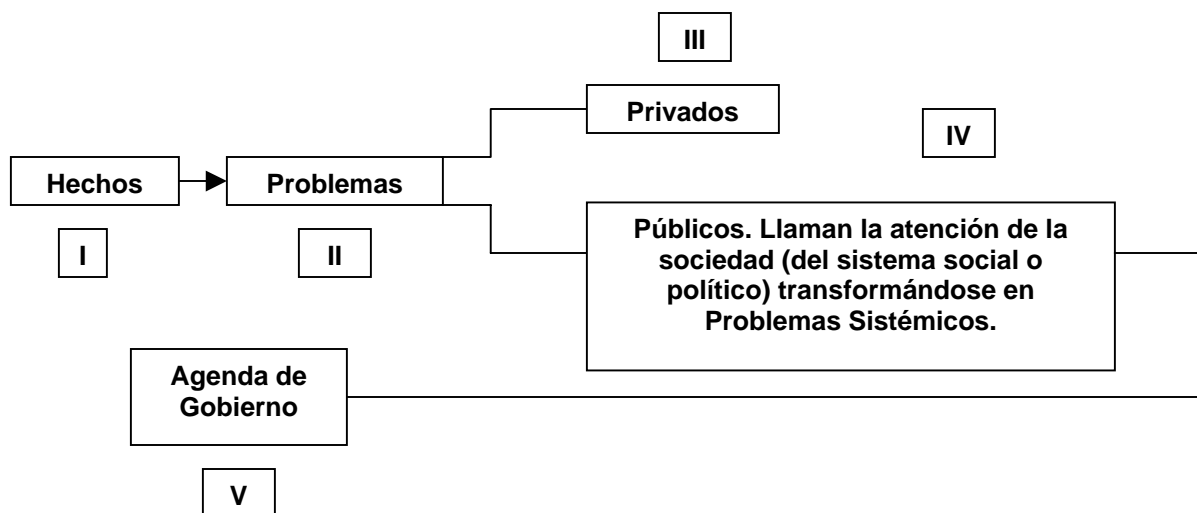 III
Privados
IV
Hechos
Problemas
I
II
Públicos. Llaman la atención de la
sociedad (del sistema social o
político) transformándose en
Problemas Sistémicos.
Agenda de
Gobierno
V